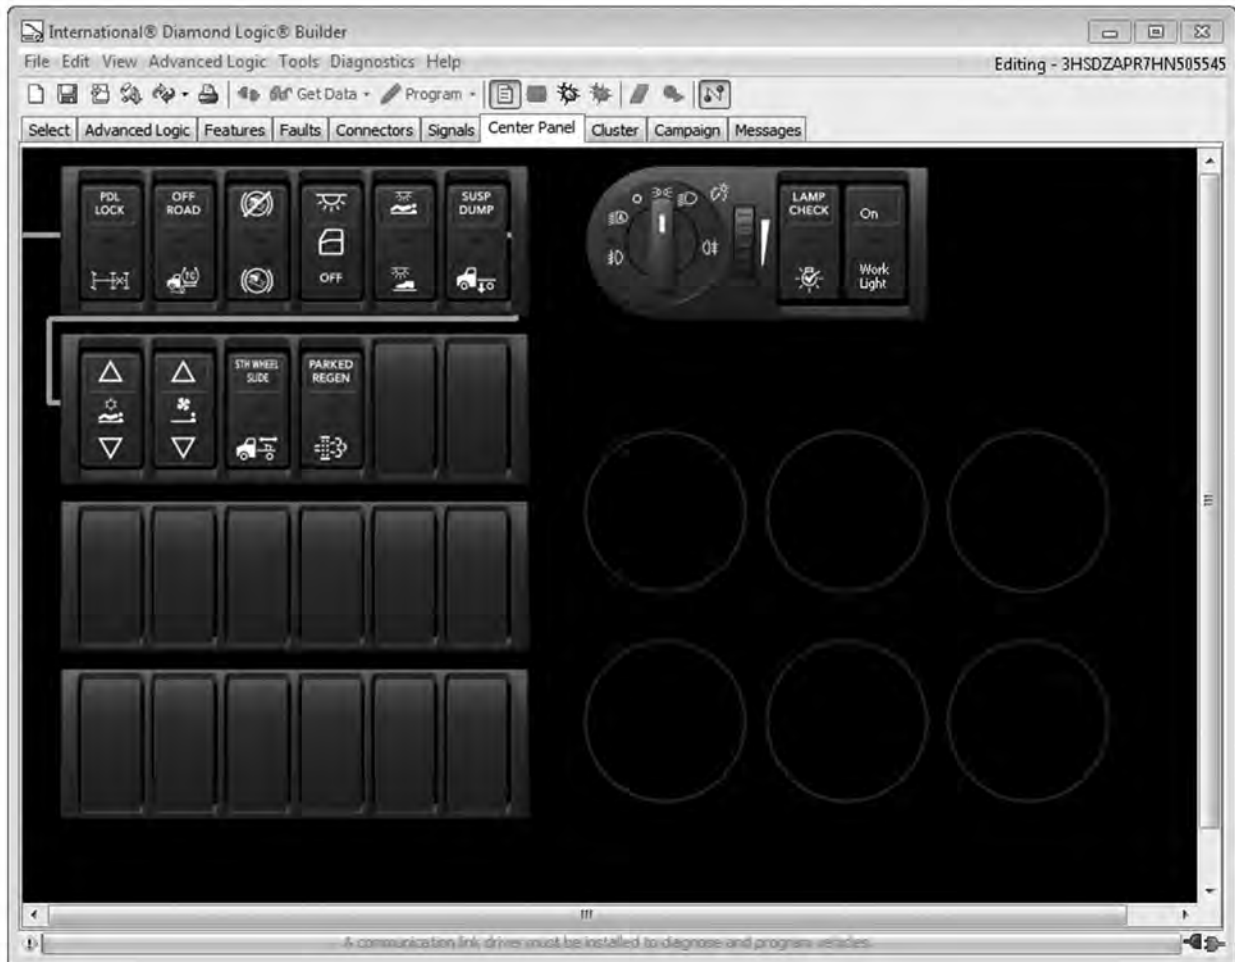 International® Diamond Logic® Builder
File Edit View Advanced Logic Tools Diagnostics Help
Editing - 3HSDZAPR7HN505545
Get Data Program
Select Advanced Logic Features Faults Connectors Signals Center Panel Cluster Campaign Messages
PDL
LOCK
OFF
ROAD
OFF
SUSP
DUMP
LAMP
CHECK
On
Work
Light
5TH WHEEL
SLIDE
PARKED
REGEN
A communication link driver must be installed to diagnose and program vehicles.